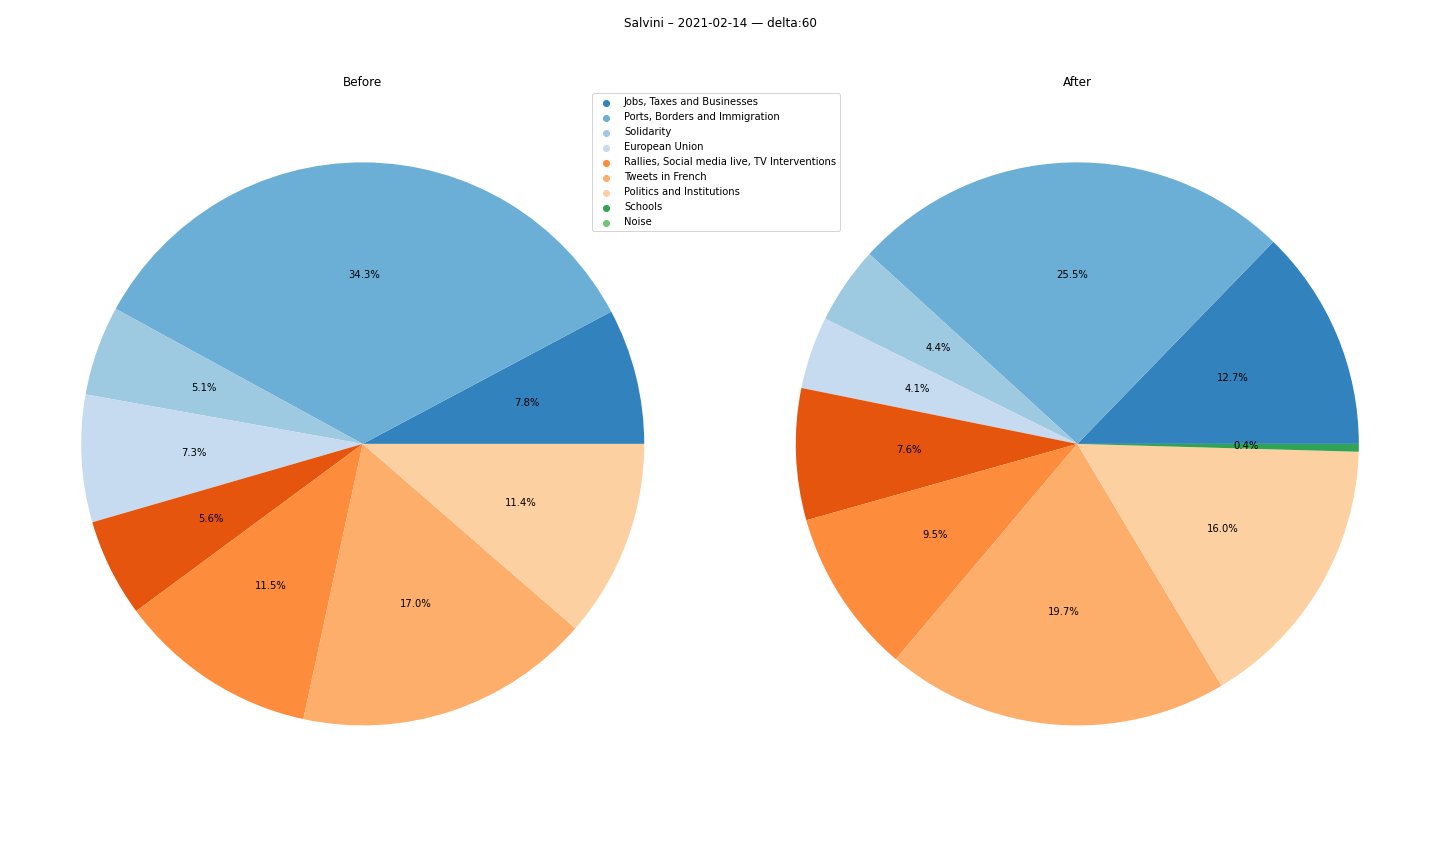 Salvini – 2021-02-14 — delta:60
Before
After
Jobs, Taxes and Businesses
Ports, Borders and Immigration
Solidarity
European Union
Rallies, Social media live, TV Interventions
Tweets in French
Politics and Institutions
Schools
Noise
34.3%
7.8%
5.1%
7.3%
5.6%
11.5%
17.0%
11.4%
25.5%
12.7%
4.4%
4.1%
7.6%
9.5%
19.7%
16.0%
0.4%